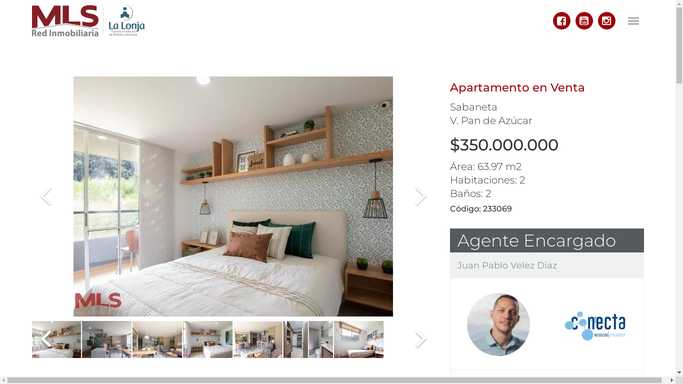 MLS
Red Inmobiliaria
La Lonja
Apartamento en Venta
Sabaneta
V. Pan de Azúcar
$350.000.000
Área: 63.97 m2
Habitaciones: 2
Baños: 2
Código: 233069
Agente Encargado
Juan Pablo Velez Diaz
conecta
MLS